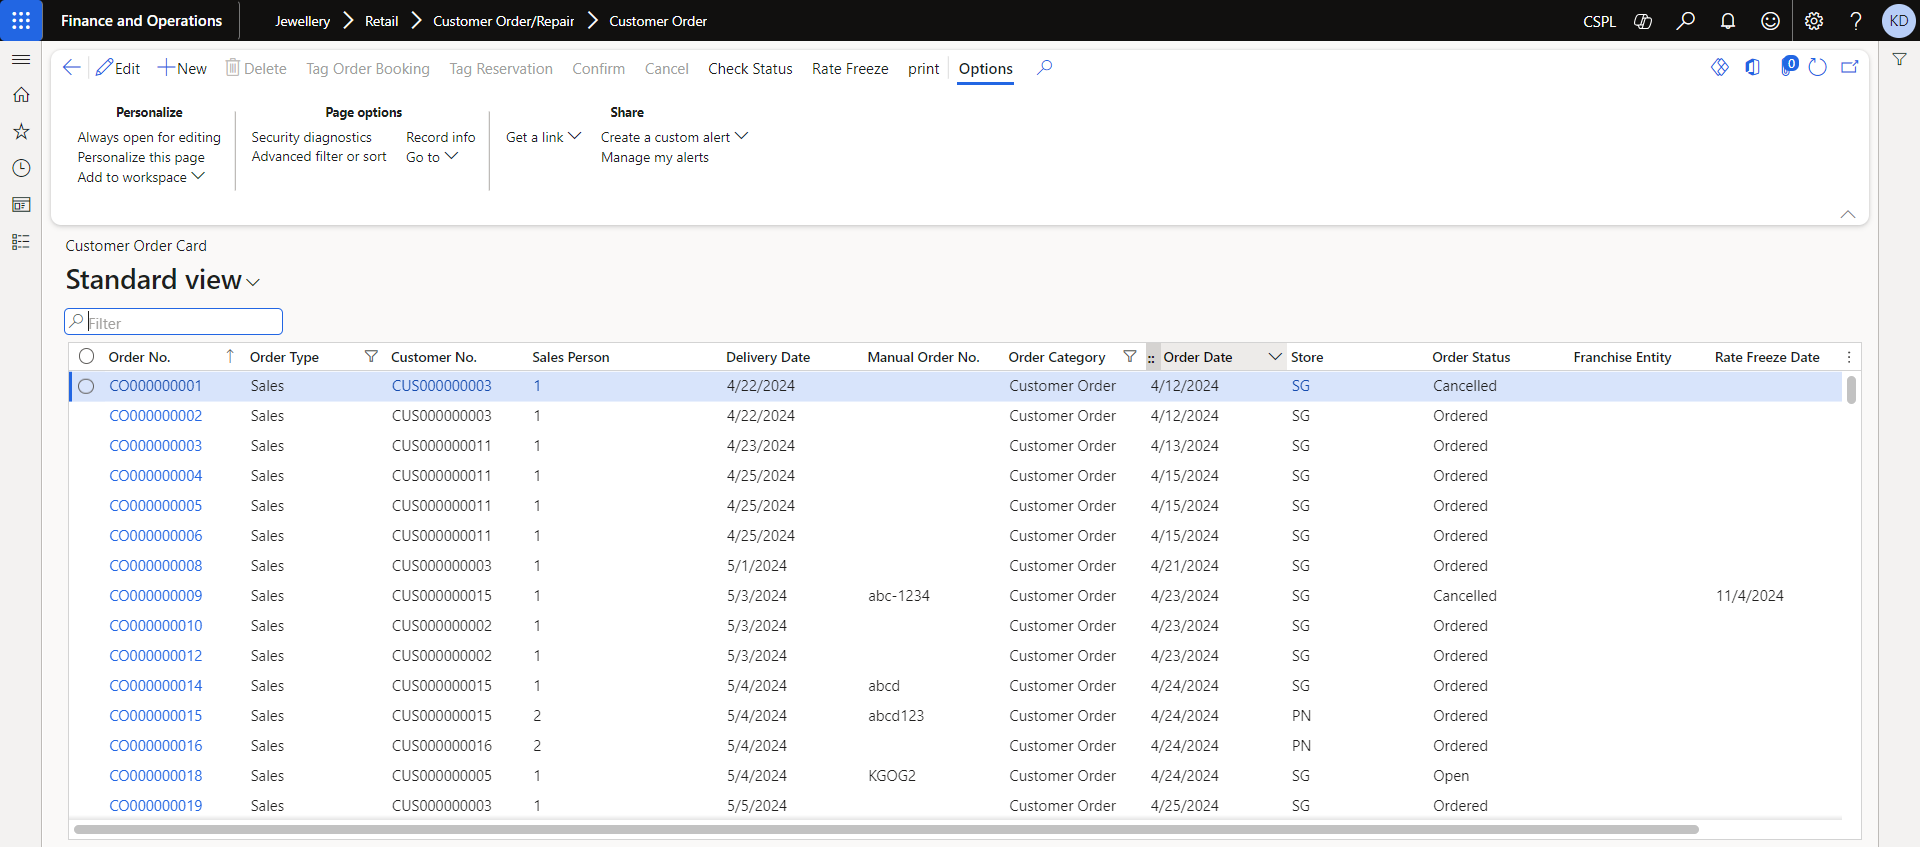 Finance and Operations
Jewellery > Retail > Customer Order/Repair > Customer Order
CSPL
KD
Edit New Delete Tag Order Booking Tag Reservation Confirm Cancel Check Status Rate Freeze print Options
0
Personalize
Always open for editing
Personalize this page
Add to workspace
Page options
Security diagnostics Record info
Advanced filter or sort Go to
Get a link
Share
Create a custom alert
Manage my alerts
Customer Order Card
Standard view
Filter
Order No. Order Type Customer No. Sales Person Delivery Date Manual Order No. Order Category Order Date Store Order Status Franchise Entity Rate Freeze Date
CO000000001 Sales CUS000000003 1 4/22/2024 Customer Order 4/12/2024 SG Cancelled
CO000000002 Sales CUS000000003 1 4/22/2024 Customer Order 4/12/2024 SG Ordered
CO000000003 Sales CUS000000011 1 4/23/2024 Customer Order 4/13/2024 SG Ordered
CO000000004 Sales CUS000000011 1 4/25/2024 Customer Order 4/15/2024 SG Ordered
CO000000005 Sales CUS000000011 1 4/25/2024 Customer Order 4/15/2024 SG Ordered
CO000000006 Sales CUS000000011 1 4/25/2024 Customer Order 4/15/2024 SG Ordered
CO000000008 Sales CUS000000003 1 5/1/2024 Customer Order 4/21/2024 SG Ordered
CO000000009 Sales CUS000000015 1 5/3/2024 abc-1234 Customer Order 4/23/2024 SG Cancelled 11/4/2024
CO000000010 Sales CUS000000002 1 5/3/2024 Customer Order 4/23/2024 SG Ordered
CO000000012 Sales CUS000000002 1 5/3/2024 Customer Order 4/23/2024 SG Ordered
CO000000014 Sales CUS000000015 1 5/4/2024 abcd Customer Order 4/24/2024 SG Ordered
CO000000015 Sales CUS000000015 2 5/4/2024 abcd123 Customer Order 4/24/2024 PN Ordered
CO000000016 Sales CUS000000016 2 5/4/2024 Customer Order 4/24/2024 PN Ordered
CO000000018 Sales CUS000000005 1 5/4/2024 KGOG2 Customer Order 4/24/2024 SG Open
CO000000019 Sales CUS000000003 1 5/5/2024 Customer Order 4/25/2024 SG Ordered